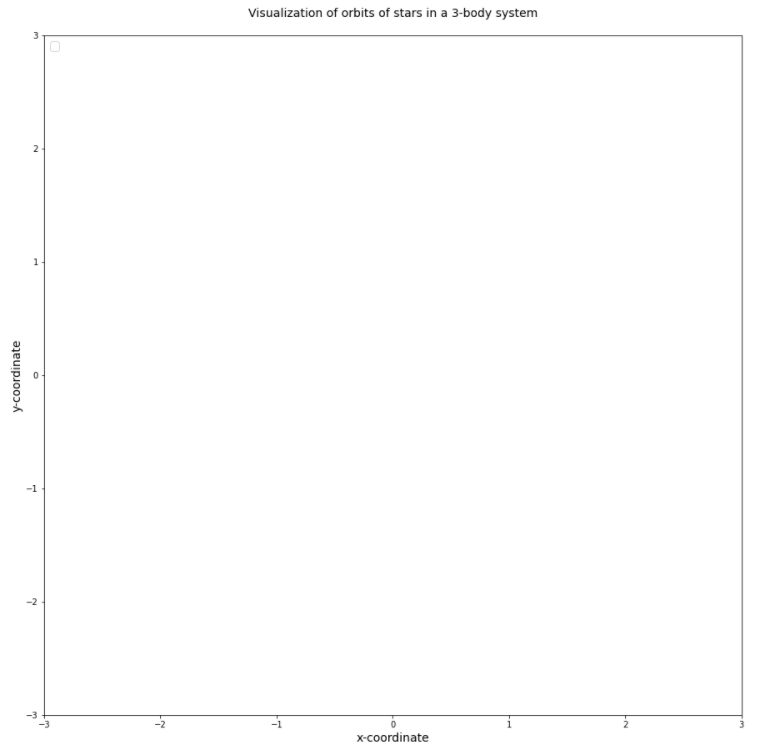 Visualization of orbits of stars in a 3-body system
3
2
1
0
−1
−2
−3
y-coordinate
−3 −2 −1 0 1 2 3
x-coordinate